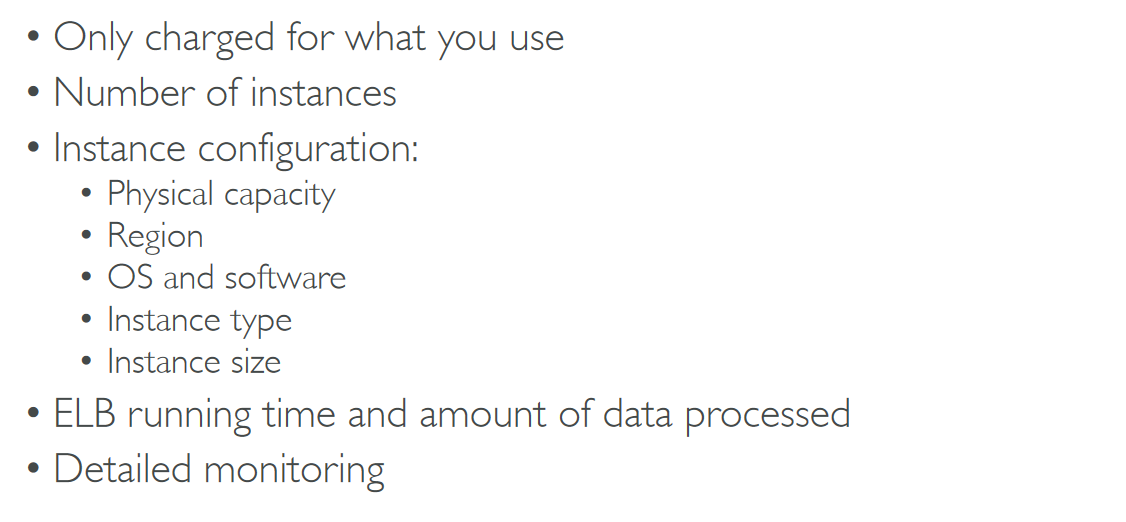 • Only charged for what you use
• Number of instances
• Instance configuration:
• Physical capacity
• Region
• OS and software
• Instance type
• Instance size
• ELB running time and amount of data processed
• Detailed monitoring